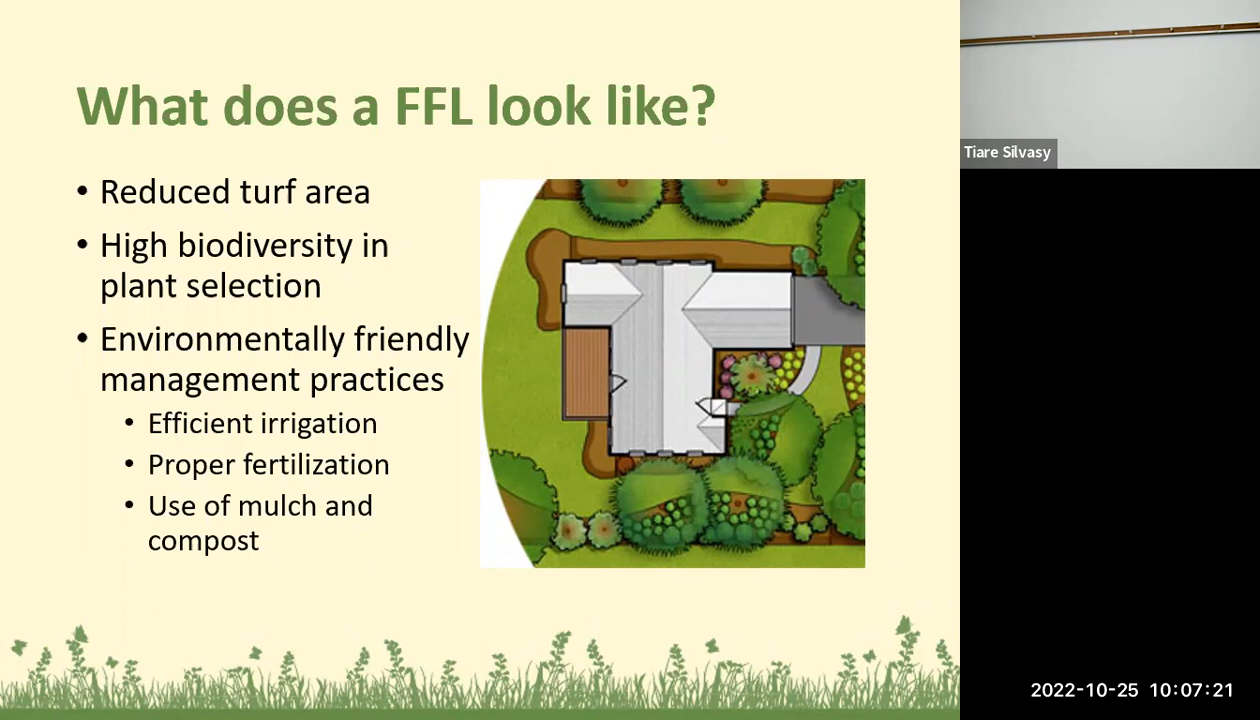 What does a FFL look like?
• Reduced turf area
• High biodiversity in
plant selection
• Environmentally friendly
management practices
• Efficient irrigation
• Proper fertilization
• Use of mulch and
compost
Tiare Silvasy
2022-10-25 10:07:21